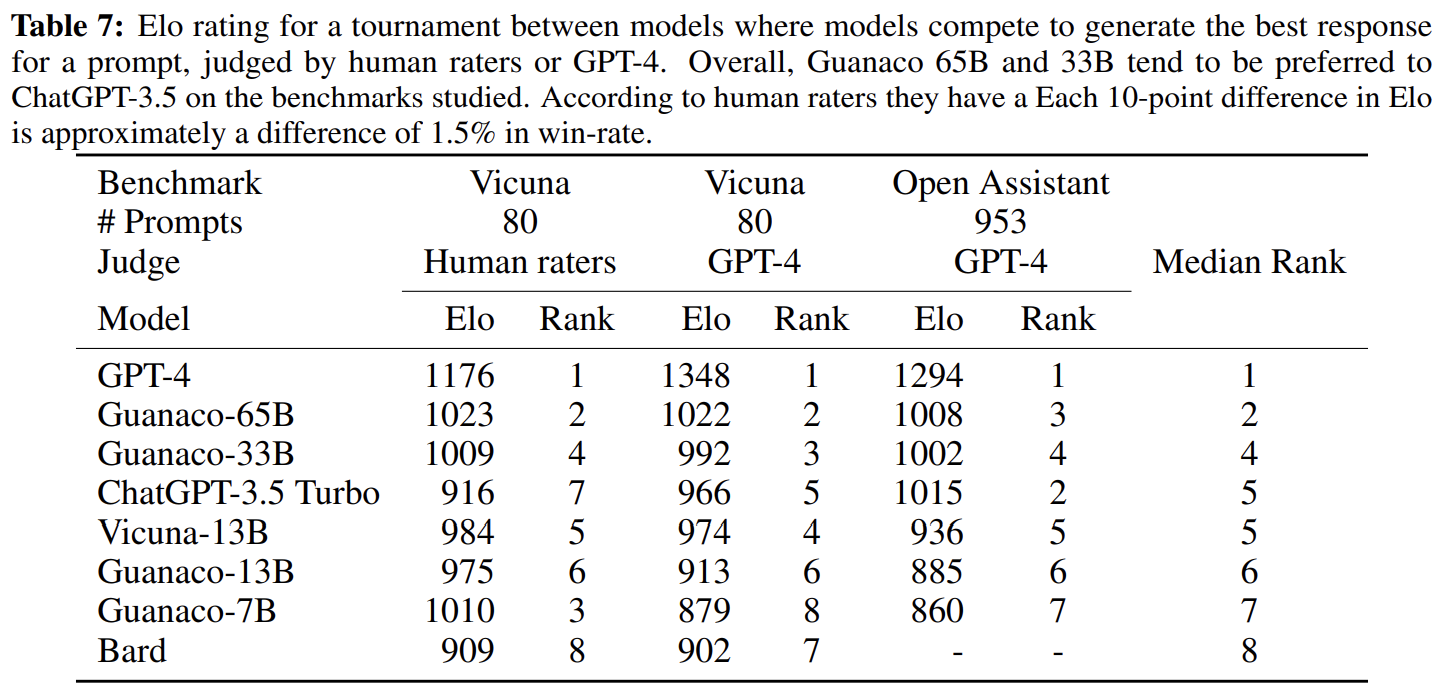 Table 7: Elo rating for a tournament between models where models compete to generate the best response
for a prompt, judged by human raters or GPT-4. Overall, Guanaco 65B and 33B tend to be preferred to
ChatGPT-3.5 on the benchmarks studied. According to human raters they have a Each 10-point difference in Elo
is approximately a difference of 1.5% in win-rate.
Benchmark Vicuna Vicuna Open Assistant
# Prompts 80 80 953
Judge Human raters GPT-4 GPT-4 Median Rank
Model Elo Rank Elo Rank Elo Rank
GPT-4 1176 1 1348 1 1294 1 1
Guanaco-65B 1023 2 1022 2 1008 3 2
Guanaco-33B 1009 4 992 3 1002 4 4
ChatGPT-3.5 Turbo 916 7 966 5 1015 2 5
Vicuna-13B 984 5 974 4 936 5 5
Guanaco-13B 975 6 913 6 885 6 6
Guanaco-7B 1010 3 879 8 860 7 7
Bard 909 8 902 7 - - 8